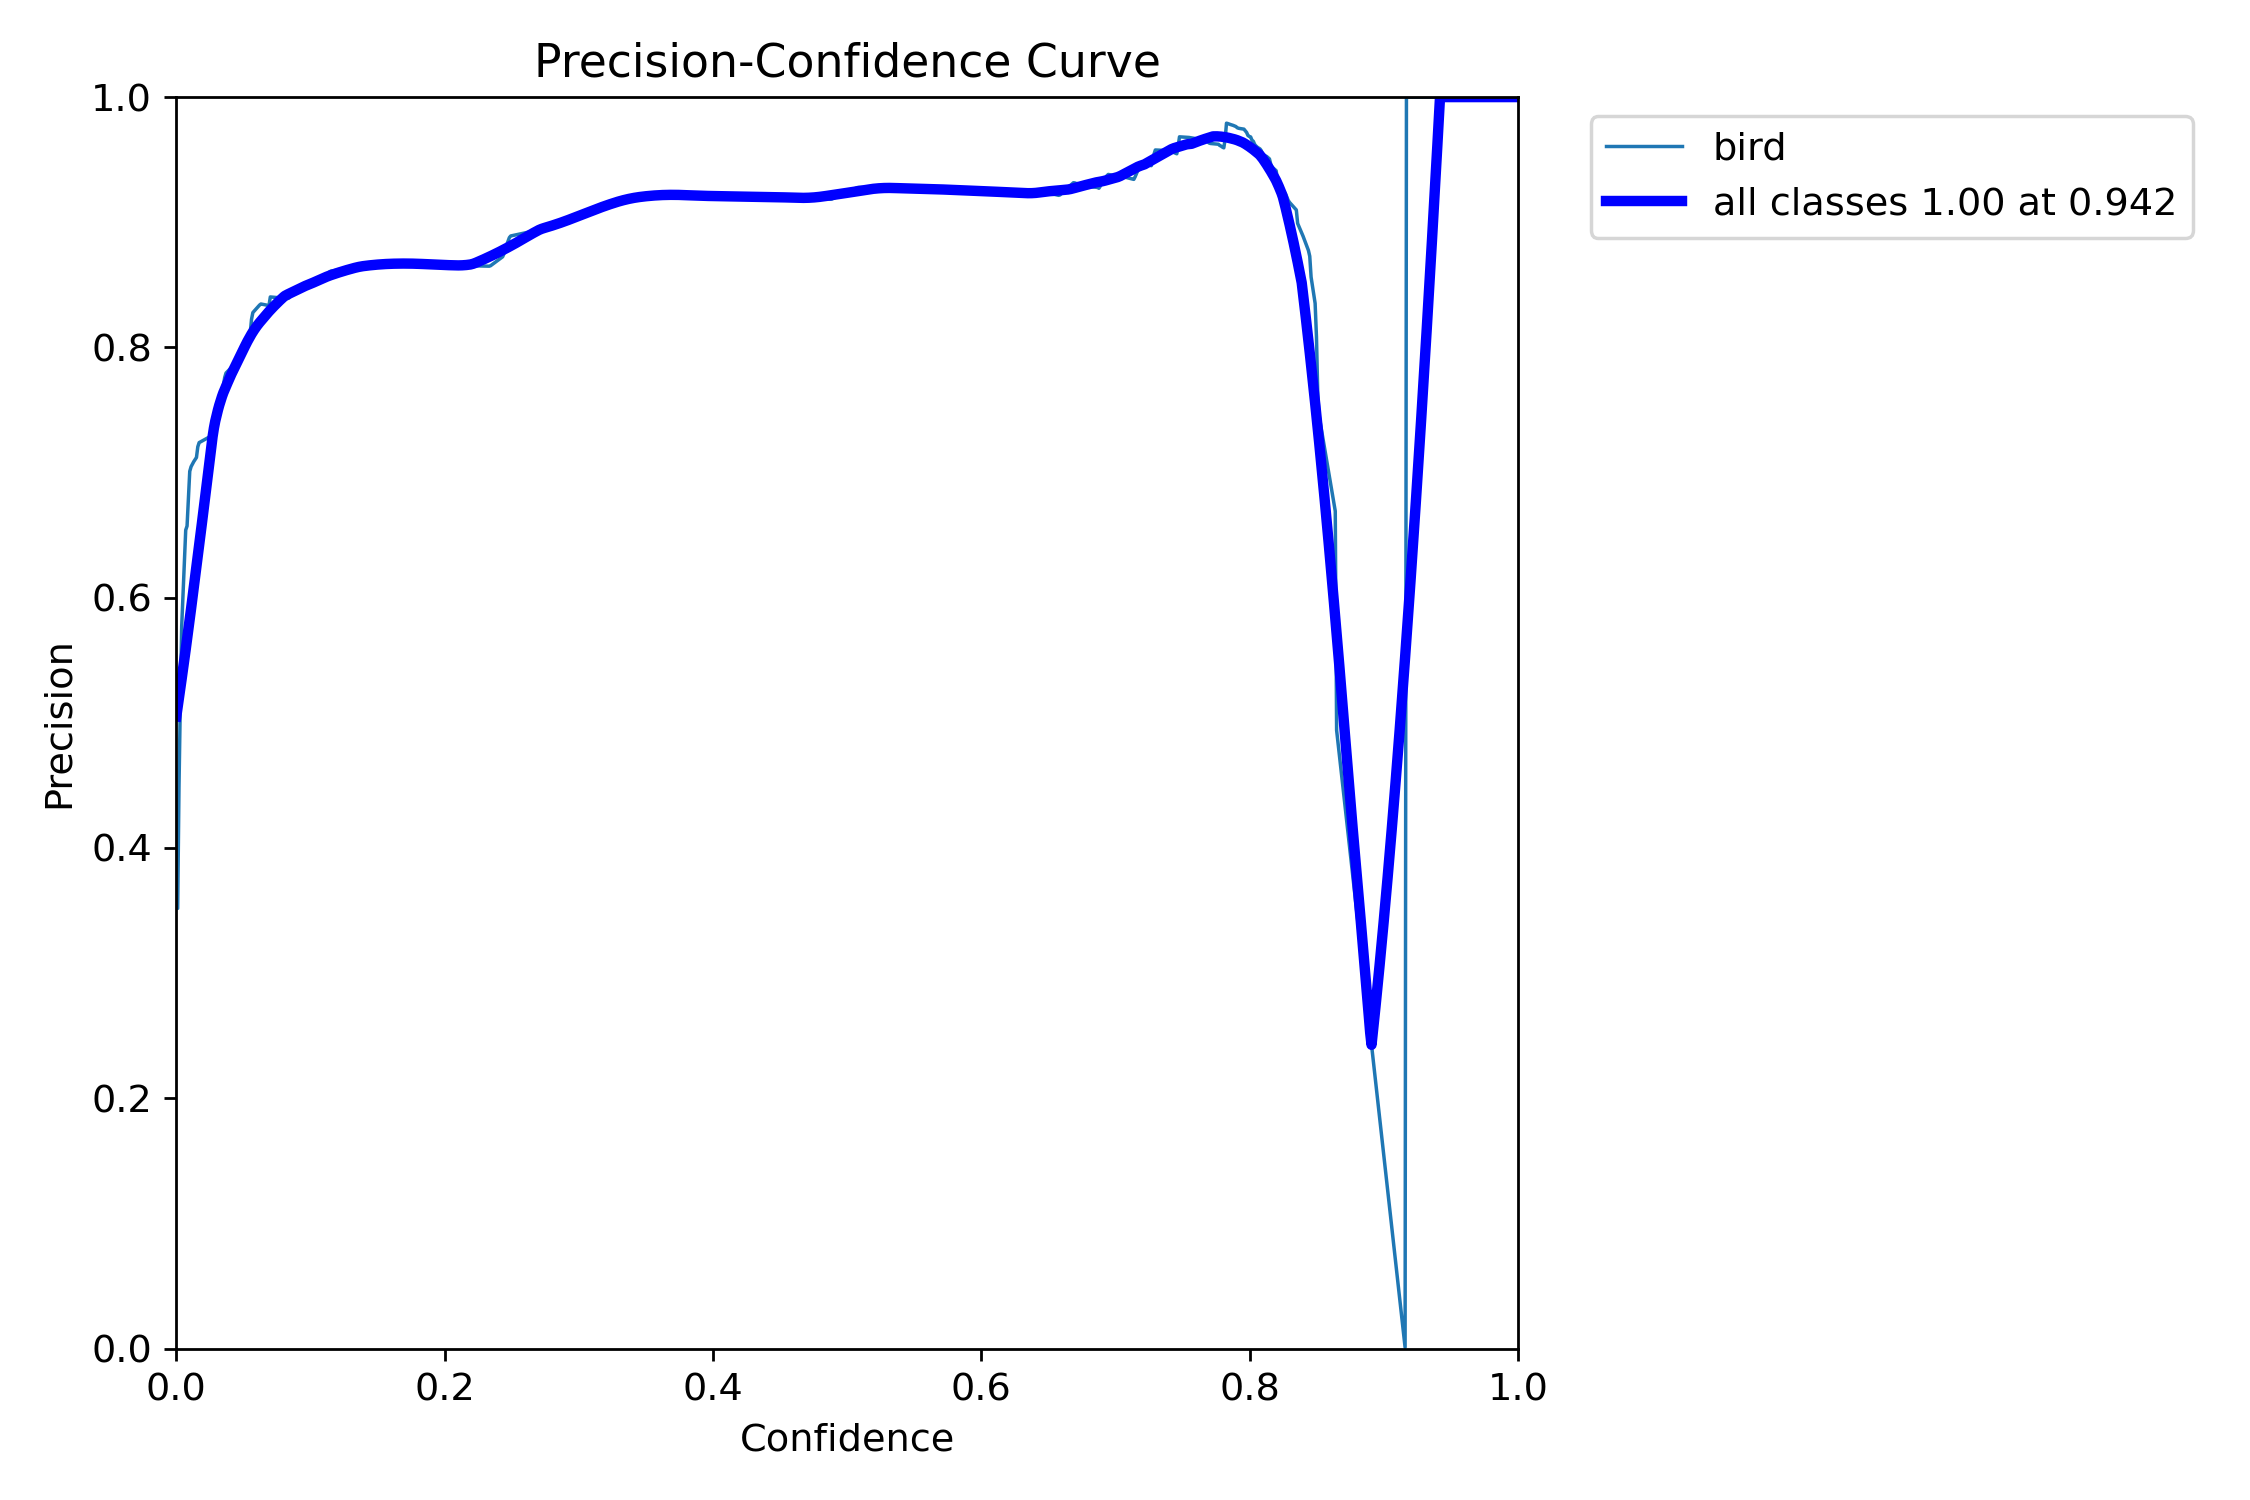 Precision-Confidence Curve
1.0
0.8
0.6
0.4
0.2
0.0
Precision
0.0 0.2 0.4 0.6 0.8 1.0
Confidence
bird
all classes 1.00 at 0.942